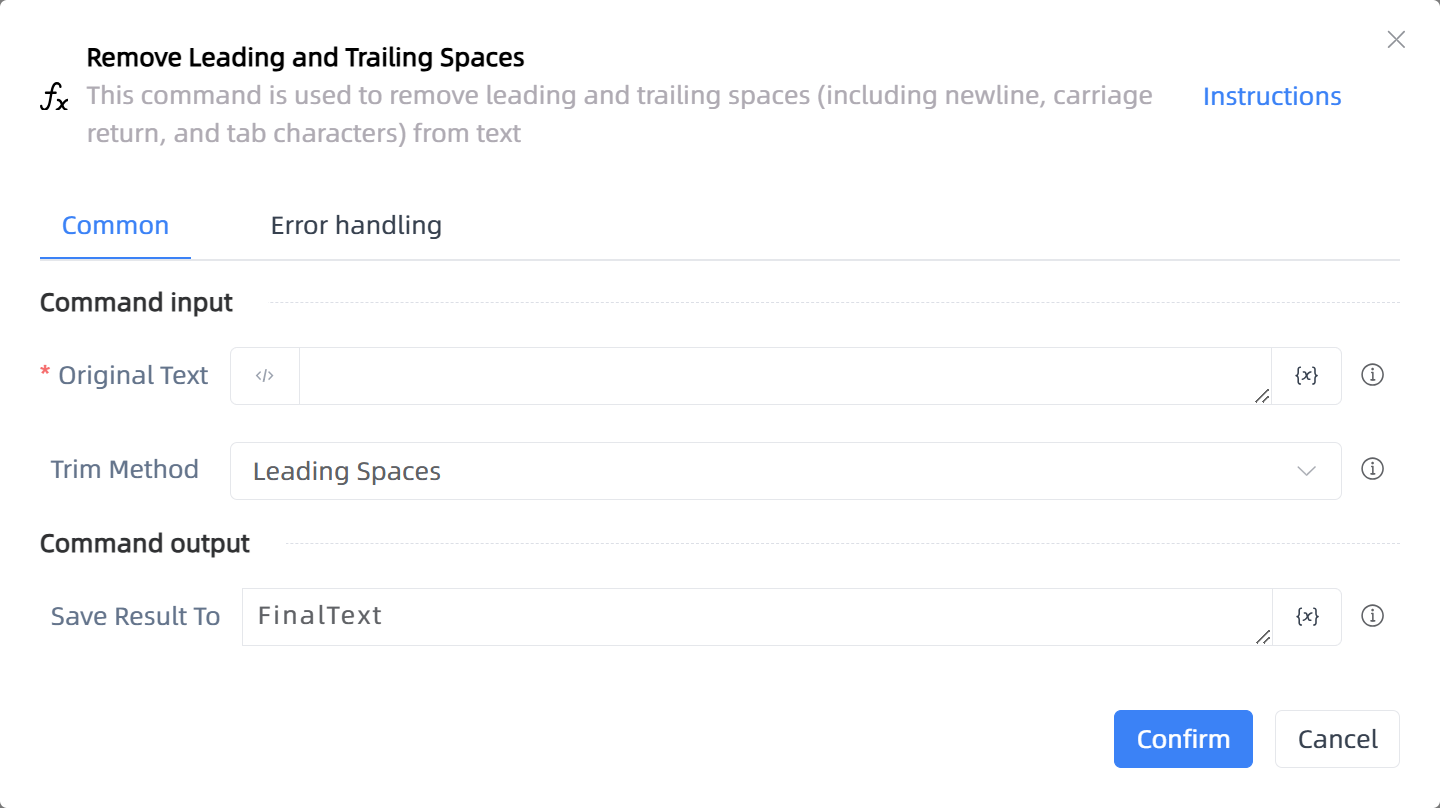 Remove Leading and Trailing Spaces
fx
This command is used to remove leading and trailing spaces (including newline, carriage
return, and tab characters) from text
Instructions
Common
Error handling
Command input
* Original Text
</>
{x}
Trim Method
Leading Spaces
Command output
Save Result To
FinalText
{x}
Confirm
Cancel